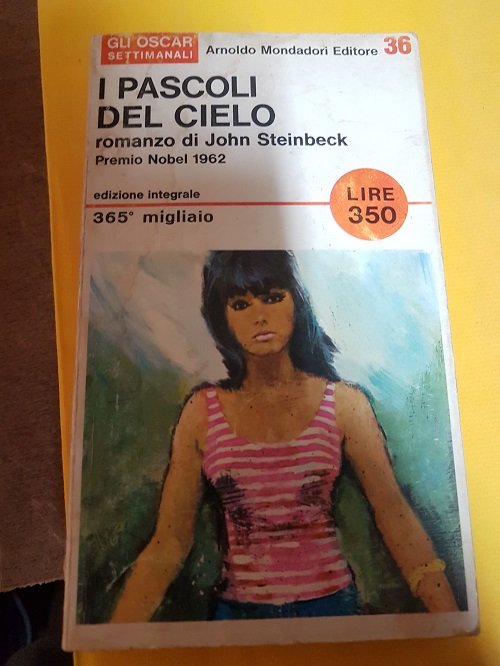 GLI OSCAR
SETTIMANALI
Arnoldo Mondadori Editore 36
I PASCOLI
DEL CIELO
romanzo di John Steinbeck
Premio Nobel 1962
edizione integrale
LIRE
350
365° migliaio